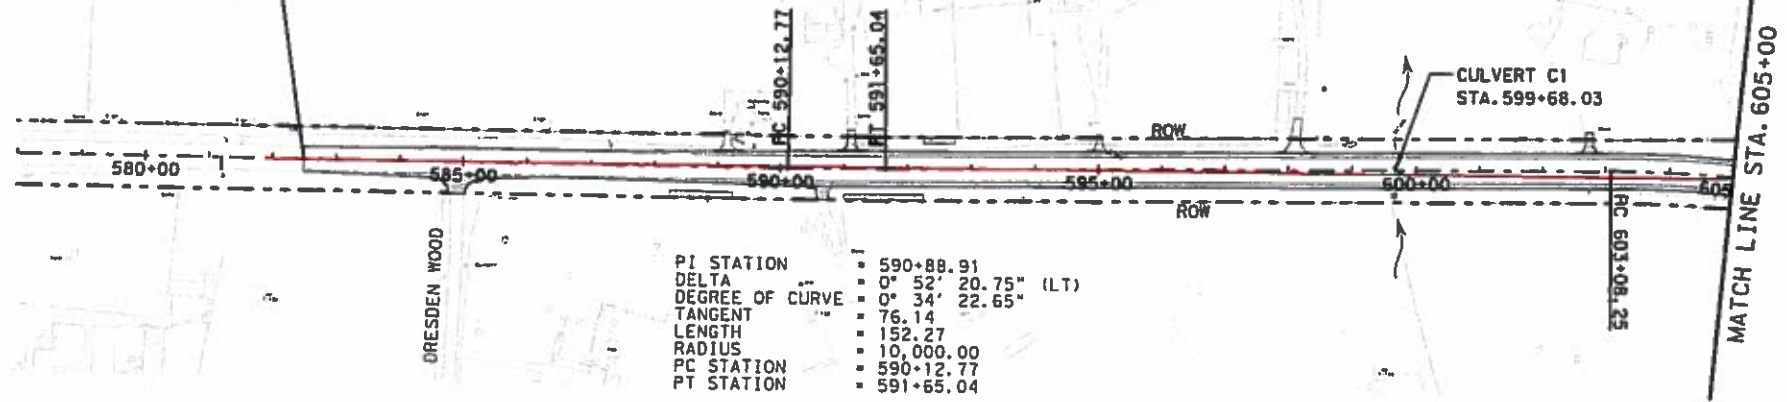 PC 590+12.77
PT 591+65.04
CULVERT C1
STA. 599+68.03
MATCH LINE STA. 605+00
ROW
580+00
585+00
590+00
595+00
600+00
605
ROW
PC 603+08.25
DRESDEN WOOD
PI STATION = 590+88.91
DELTA = 0° 52' 20.75" (LT)
DEGREE OF CURVE = 0° 34' 22.65"
TANGENT = 76.14
LENGTH = 152.27
RADIUS = 10,000.00
PC STATION = 590+12.77
PT STATION = 591+65.04